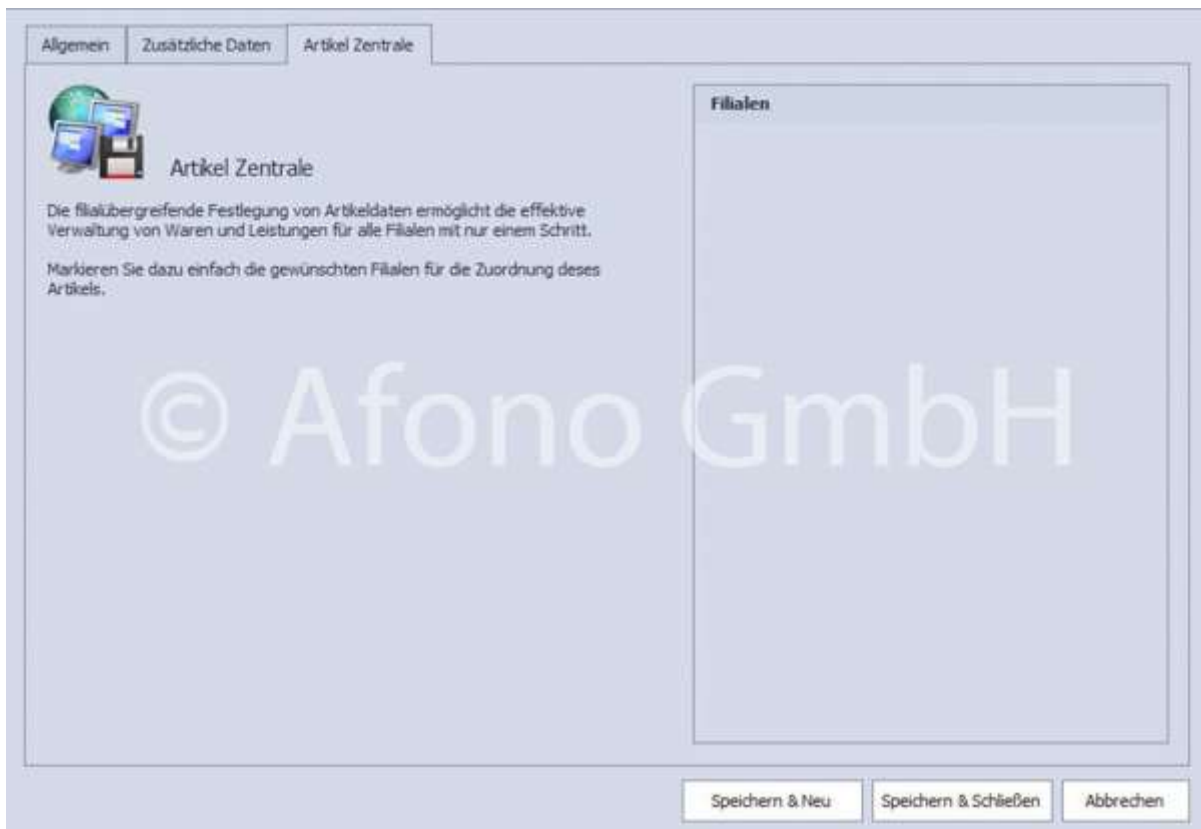 Allgemein
Zusätzliche Daten
Artikel Zentrale
Filialen
Artikel Zentrale
Die filialübergreifende Festlegung von Artikeldaten ermöglicht die effektive
Verwaltung von Waren und Leistungen für alle Filialen mit nur einem Schritt.
Markieren Sie dazu einfach die gewünschten Filialen für die Zuordnung deses
Artikels.
© Afono GmbH
Speichern & Neu
Speichern & Schließen
Abbrechen